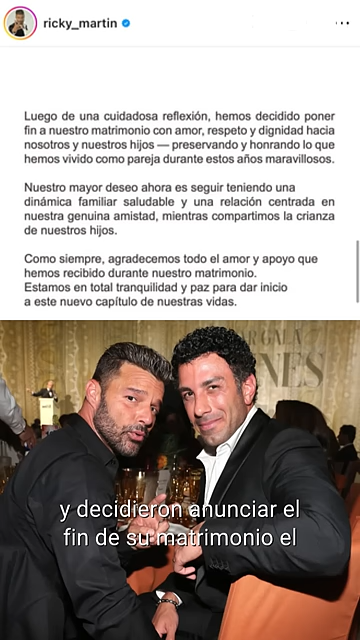 ricky_martin
Luego de una cuidadosa reflexión, hemos decidido poner
fin a nuestro matrimonio con amor, respeto y dignidad hacia
nosotros y nuestros hijos — preservando y honrando lo que
hemos vivido como pareja durante estos años maravillosos.
Nuestro mayor deseo ahora es seguir teniendo una
dinámica familiar saludable y una relación centrada en
nuestra genuina amistad, mientras compartimos la crianza
de nuestros hijos.
Como siempre, agradecemos todo el amor y apoyo que
hemos recibido durante nuestro matrimonio.
Estamos en total tranquilidad y paz para dar inicio
a este nuevo capítulo de nuestras vidas.
y decidieron anunciar el
fin de su matrimonio el